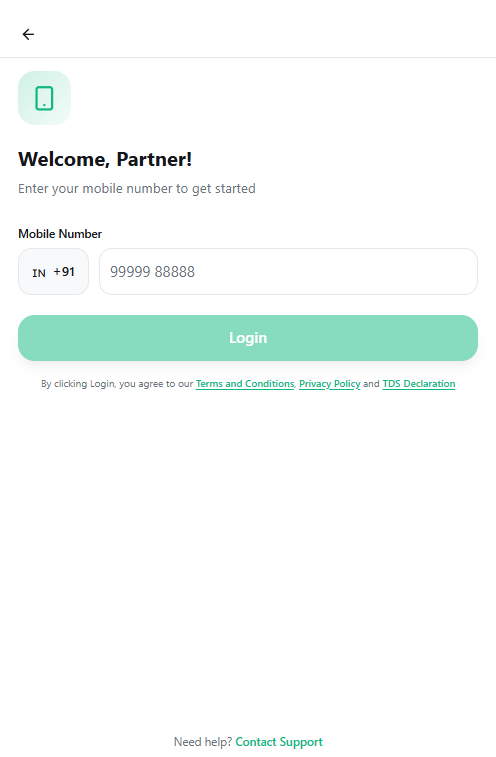 Welcome, Partner!
Enter your mobile number to get started
Mobile Number
IN +91
99999 88888
Login
By clicking Login, you agree to our Terms and Conditions, Privacy Policy and TDS Declaration
Need help? Contact Support